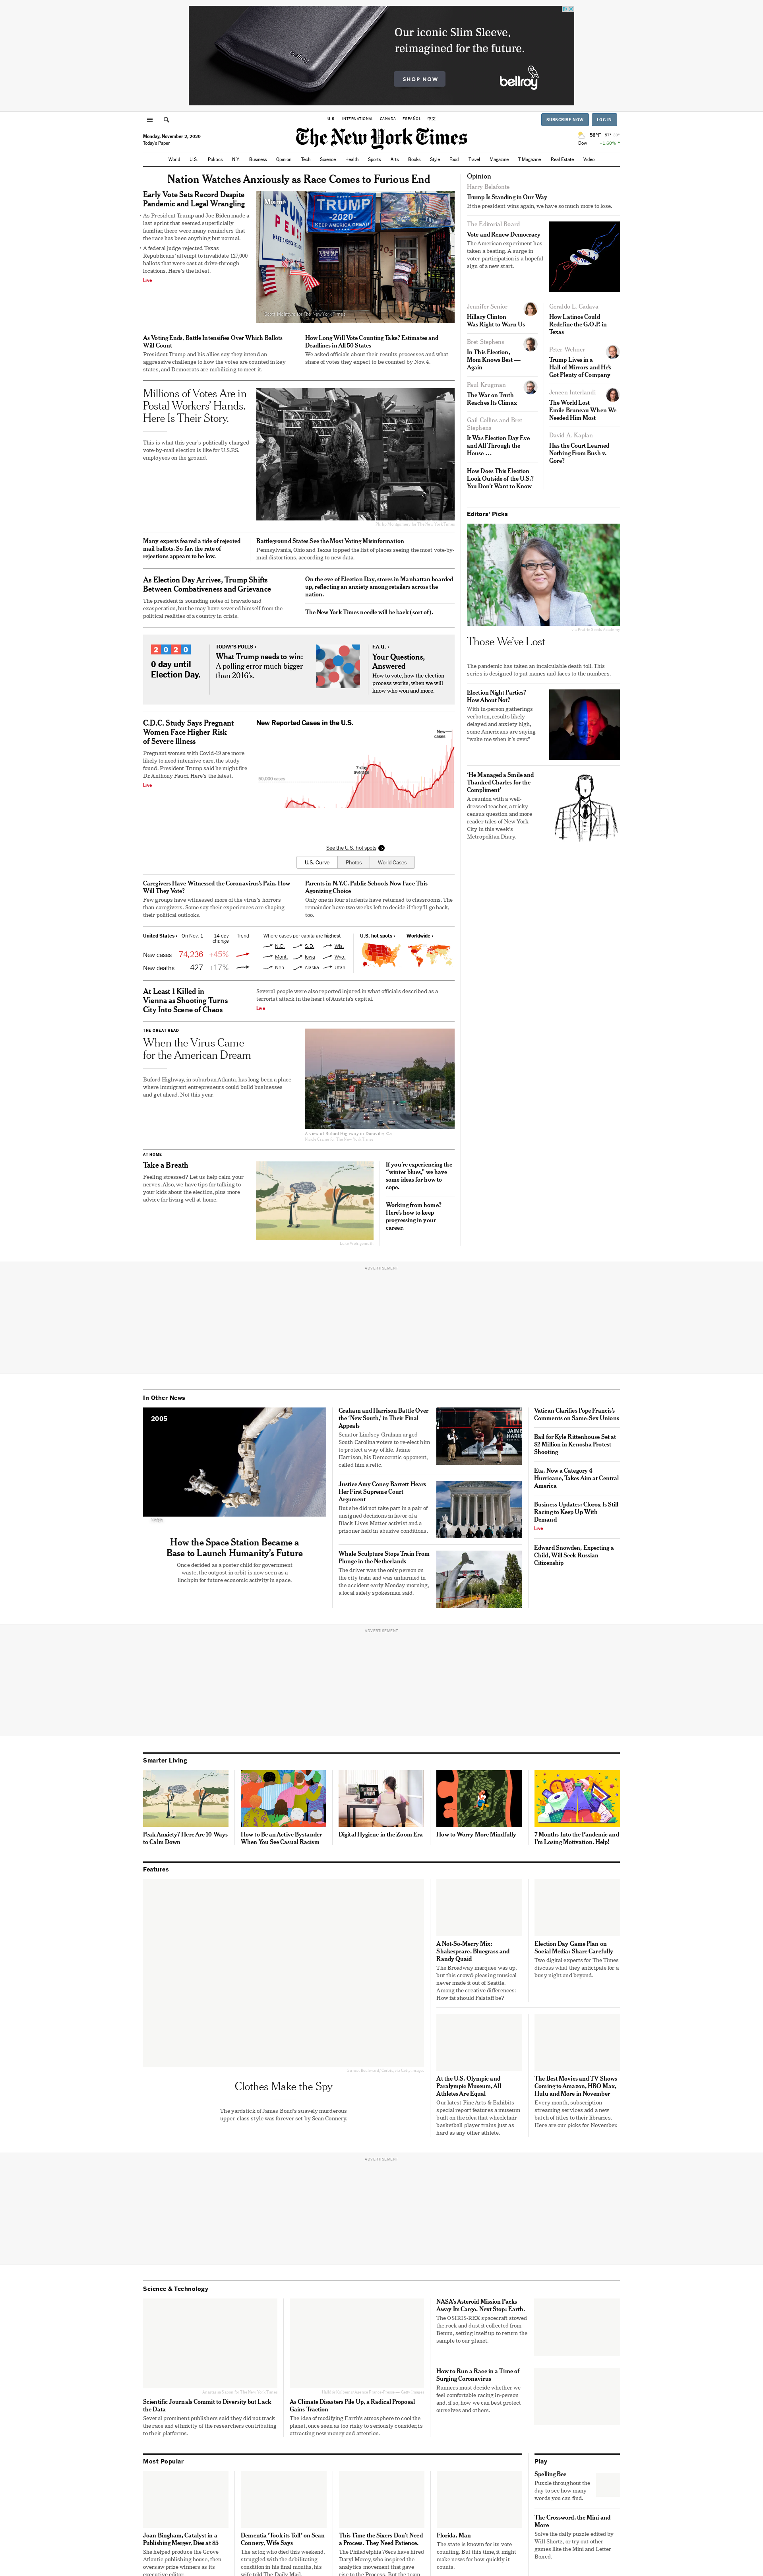 Our iconic Slim Sleeve,
reimagined for the future.
SHOP NOW
bellroy
U.S. INTERNATIONAL CANADA ESPAÑOL 中文
SUBSCRIBE NOW
LOG IN
Monday, November 2, 2020
Today's Paper
The New York Times
56°F
Dow +1.60% ↑
World U.S. Politics N.Y. Business Opinion Tech Science Health Sports Arts Books Style Food Travel Magazine T Magazine Real Estate Video
Nation Watches Anxiously as Race Comes to Furious End
Early Vote Sets Record Despite
Pandemic and Legal Wrangling
• As President Trump and Joe Biden made a
last sprint that seemed superficially
familiar, there were many reminders that
the race has been anything but normal.
• A federal judge rejected Texas
Republicans' attempt to invalidate 127,000
ballots that were cast at drive-through
locations. Here's the latest.
Live
Miami
TRUMP
-2020-
KEEP AMERICA GREAT!
The New York Times
As Voting Ends, Battle Intensifies Over Which Ballots
Will Count
President Trump and his allies say they intend an
aggressive challenge to how the votes are counted in key
states, and Democrats are mobilizing to meet it.
How Long Will Vote Counting Take? Estimates and
Deadlines in All 50 States
We asked officials about their results processes and what
share of votes they expect to be counted by Nov. 4.
Millions of Votes Are in
Postal Workers' Hands.
Here Is Their Story.
This is what this year's politically charged
vote-by-mail election is like for U.S.P.S.
employees on the ground.
Many experts feared a tide of rejected
mail ballots. So far, the rate of
rejections appears to be low.
Battleground States See the Most Voting Misinformation
Pennsylvania, Ohio and Texas topped the list of places seeing the most vote-by-
mail distortions, according to new data.
As Election Day Arrives, Trump Shifts
Between Combativeness and Grievance
The president is sounding notes of bravado and
exasperation, but he may have severed himself from the
political realities of a country in crisis.
On the eve of Election Day, stores in Manhattan boarded
up, reflecting an anxiety among retailers across the
nation.
The New York Times needle will be back (sort of).
2020
0 day until
Election Day.
TODAY'S POLLS ›
What Trump needs to win:
A polling error much bigger
than 2016's.
F.A.Q. ›
Your Questions,
Answered
How to vote, how the election
process works, when we will
know who won and more.
C.D.C. Study Says Pregnant
Women Face Higher Risk
of Severe Illness
Pregnant women with Covid-19 are more
likely to need intensive care, the study
found. President Trump said he might fire
Dr. Anthony Fauci. Here's the latest.
Live
New Reported Cases in the U.S.
New
cases
7-day
average
50,000 cases
See the U.S. hot spots
U.S. Curve Photos World Cases
Caregivers Have Witnessed the Coronavirus's Pain. How
Will They Vote?
Few groups have witnessed more of the virus's horrors
than caregivers. Some say their experiences are shaping
their political outlooks.
Parents in N.Y.C. Public Schools Now Face This
Agonizing Choice
Only one in four students have returned to classrooms. The
remainder have two weeks left to decide if they'll go back,
too.
United States › On Nov. 1 14-day change Trend
New cases 74,236 +45%
New deaths 427 +17%
Where cases per capita are highest
N.D. S.D. Wis.
Mont. Iowa Wyo.
Neb. Alaska Utah
U.S. hot spots › Worldwide ›
At Least 1 Killed in
Vienna as Shooting Turns
City Into Scene of Chaos
Several people were also reported injured in what officials described as a
terrorist attack in the heart of Austria's capital.
Live
THE GREAT READ
When the Virus Came
for the American Dream
Buford Highway, in suburban Atlanta, has long been a place
where immigrant entrepreneurs could build businesses
and get ahead. Not this year.
A view of Buford Highway in Doraville, Ga.
AT HOME
Take a Breath
Feeling stressed? Let us help calm your
nerves. Also, we have tips for talking to
your kids about the election, plus more
advice for living well at home.
If you're experiencing the
“winter blues,” we have
some ideas for how to
cope.
Working from home?
Here's how to keep
progressing in your
career.
Opinion
Harry Belafonte
Trump Is Standing in Our Way
If the president wins again, we have so much more to lose.
The Editorial Board
Vote and Renew Democracy
The American experiment has
taken a beating. A surge in
voter participation is a hopeful
sign of a new start.
Jennifer Senior
Hillary Clinton
Was Right to Warn Us
Bret Stephens
In This Election,
Mom Knows Best —
Again
Paul Krugman
The War on Truth
Reaches Its Climax
Gail Collins and Bret
Stephens
It Was Election Day Eve
and All Through the
House …
How Does This Election
Look Outside of the U.S.?
You Don't Want to Know
Geraldo L. Cadava
How Latinos Could
Redefine the G.O.P. in
Texas
Peter Wehner
Trump Lives in a
Hall of Mirrors and He's
Got Plenty of Company
Jeneen Interlandi
The World Lost
Emile Bruneau When We
Needed Him Most
David A. Kaplan
Has the Court Learned
Nothing From Bush v.
Gore?
Editors' Picks
Those We've Lost
The pandemic has taken an incalculable death toll. This
series is designed to put names and faces to the numbers.
Election Night Parties?
How About Not?
With in-person gatherings
verboten, results likely
delayed and anxiety high,
some Americans are saying
“wake me when it's over.”
‘He Managed a Smile and
Thanked Charles for the
Compliment’
A reunion with a well-
dressed teacher, a tricky
census question and more
reader tales of New York
City in this week's
Metropolitan Diary.
ADVERTISEMENT
In Other News
2005
How the Space Station Became a
Base to Launch Humanity's Future
Once derided as a poster child for government
waste, the outpost in orbit is now seen as a
linchpin for future economic activity in space.
Graham and Harrison Battle Over
the ‘New South,’ in Their Final
Appeals
Senator Lindsey Graham urged
South Carolina voters to re-elect him
to protect a way of life. Jaime
Harrison, his Democratic opponent,
called him a relic.
Justice Amy Coney Barrett Hears
Her First Supreme Court
Argument
But she did not take part in a pair of
unsigned decisions in favor of a
Black Lives Matter activist and a
prisoner held in abusive conditions.
Whale Sculpture Stops Train From
Plunge in the Netherlands
The driver was the only person on
the city train and was unharmed in
the accident early Monday morning,
a local safety spokesman said.
Vatican Clarifies Pope Francis's
Comments on Same-Sex Unions
Bail for Kyle Rittenhouse Set at
$2 Million in Kenosha Protest
Shooting
Eta, Now a Category 4
Hurricane, Takes Aim at Central
America
Business Updates: Clorox Is Still
Racing to Keep Up With
Demand
Live
Edward Snowden, Expecting a
Child, Will Seek Russian
Citizenship
ADVERTISEMENT
Smarter Living
Peak Anxiety? Here Are 10 Ways
to Calm Down
How to Be an Active Bystander
When You See Casual Racism
Digital Hygiene in the Zoom Era
How to Worry More Mindfully
7 Months Into the Pandemic and
I'm Losing Motivation. Help!
Features
Clothes Make the Spy
The yardstick of James Bond's suavely murderous
upper-class style was forever set by Sean Connery.
A Not-So-Merry Mix:
Shakespeare, Bluegrass and
Randy Quaid
The Broadway marquee was up,
but this crowd-pleasing musical
never made it out of Seattle.
Among the creative differences:
How fat should Falstaff be?
Election Day Game Plan on
Social Media: Share Carefully
Two digital experts for The Times
discuss what they anticipate for a
busy night and beyond.
At the U.S. Olympic and
Paralympic Museum, All
Athletes Are Equal
Our latest Fine Arts & Exhibits
special report features a museum
built on the idea that wheelchair
basketball player trains just as
hard as any other athlete.
The Best Movies and TV Shows
Coming to Amazon, HBO Max,
Hulu and More in November
Every month, subscription
streaming services add a new
batch of titles to their libraries.
Here are our picks for November.
ADVERTISEMENT
Science & Technology
Scientific Journals Commit to Diversity but Lack
the Data
Several prominent publishers said they did not track
the race and ethnicity of the researchers contributing
to their platforms.
As Climate Disasters Pile Up, a Radical Proposal
Gains Traction
The idea of modifying Earth's atmosphere to cool the
planet, once seen as too risky to seriously consider, is
attracting new money and attention.
NASA's Asteroid Mission Packs
Away Its Cargo. Next Stop: Earth.
The OSIRIS-REX spacecraft stowed
the rock and dust it collected from
Bennu, setting itself up to return the
sample to our planet.
How to Run a Race in a Time of
Surging Coronavirus
Runners must decide whether we
feel comfortable racing in-person
and, if so, how we can best protect
ourselves and others.
Most Popular
Joan Bingham, Catalyst in a
Publishing Merger, Dies at 85
She helped produce the Grove
Atlantic publishing house, then
oversaw prize winners as its
executive editor.
Dementia ‘Took its Toll’ on Sean
Connery, Wife Says
The actor, who died this weekend,
struggled with the debilitating
condition in his final months, his
wife told The Daily Mail.
This Time the Sixers Don't Need
a Process. They Need Patience.
The Philadelphia 76ers have hired
Daryl Morey, who inspired the
analytics movement that gave
rise to The Process. But the team
Florida, Man
The state is known for its vote
counting. But this time, it might
make news for how quickly it
counts.
Play
Spelling Bee
Puzzle throughout the
day to see how many
words you can find.
The Crossword, the Mini and
More
Solve the daily puzzle edited by
Will Shortz, or try out other
games like the Mini and Letter
Boxed.